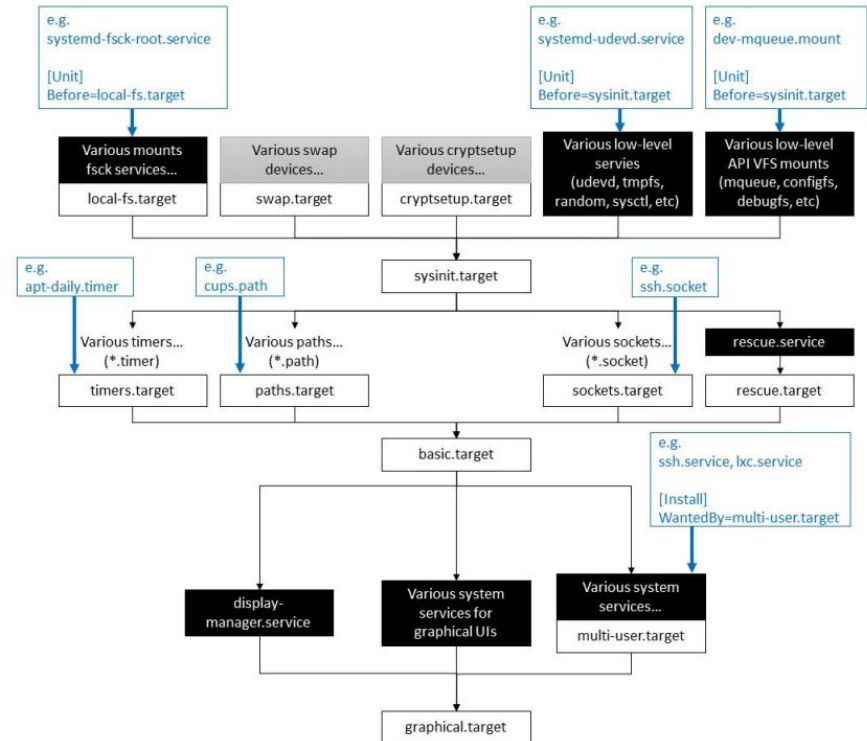 e.g.
systemd-fsck-root.service
[Unit]
Before=local-fs.target
e.g.
systemd-udevd.service
[Unit]
Before=sysinit.target
e.g.
dev-mqueue.mount
[Unit]
Before=sysinit.target
Various mounts
fsck services...
local-fs.target
Various swap
devices...
swap.target
Various cryptsetup
devices...
cryptsetup.target
Various low-level
servies
(udevd, tmpfs,
random, sysctl, etc)
Various low-level
API VFS mounts
(mqueue, configfs,
debugfs, etc)
sysinit.target
e.g.
apt-daily.timer
e.g.
cups.path
e.g.
ssh.socket
Various timers...
(*.timer)
timers.target
Various paths...
(*.path)
paths.target
Various sockets...
(*.socket)
sockets.target
rescue.service
rescue.target
basic.target
e.g.
ssh.service, lxc.service
[Install]
WantedBy=multi-user.target
display-
manager.service
Various system
services for
graphical UIs
Various system
services...
multi-user.target
graphical.target